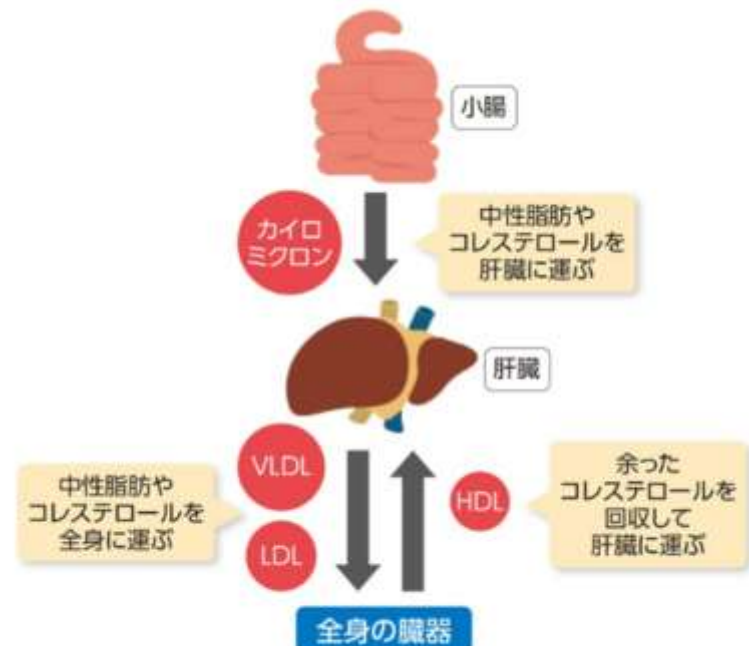 小腸
カイロ
ミクロン
中性脂肪や
コレステロールを
肝臓に運ぶ
肝臓
VLDL
LDL
中性脂肪や
コレステロールを
全身に運ぶ
HDL
余った
コレステロールを
回収して
肝臓に運ぶ
全身の臓器